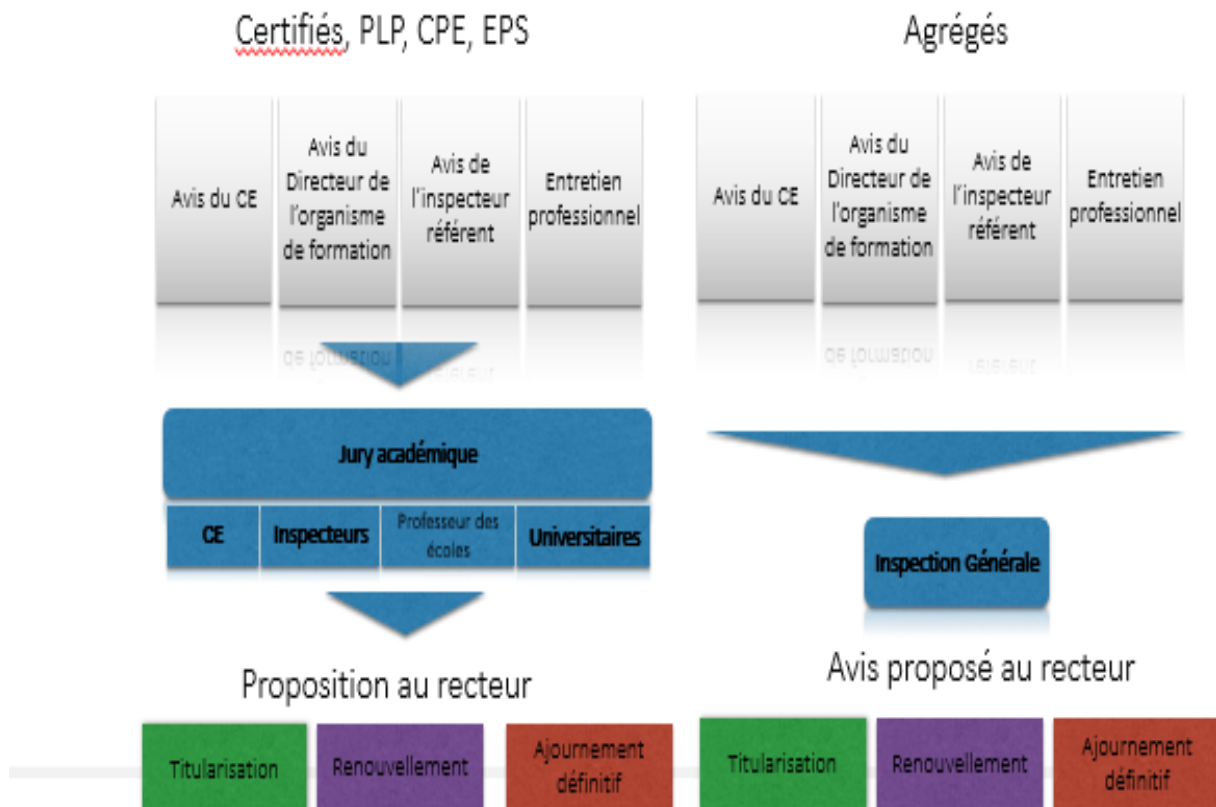 Certifiés, PLP, CPE, EPS
Avis du CE
Avis du
Directeur de
l'organisme
de formation
Avis de
l'inspecteur
référent
Entretien
professionnel
Jury académique
CE
Inspecteurs
Professeur des
écoles
Universitaires
Proposition au recteur
Titularisation
Renouvellement
Ajournement
définitif
Agrégés
Avis du CE
Avis du
Directeur de
l'organisme
de formation
Avis de
l'inspecteur
référent
Entretien
professionnel
Inspection Générale
Avis proposé au recteur
Titularisation
Renouvellement
Ajournement
définitif